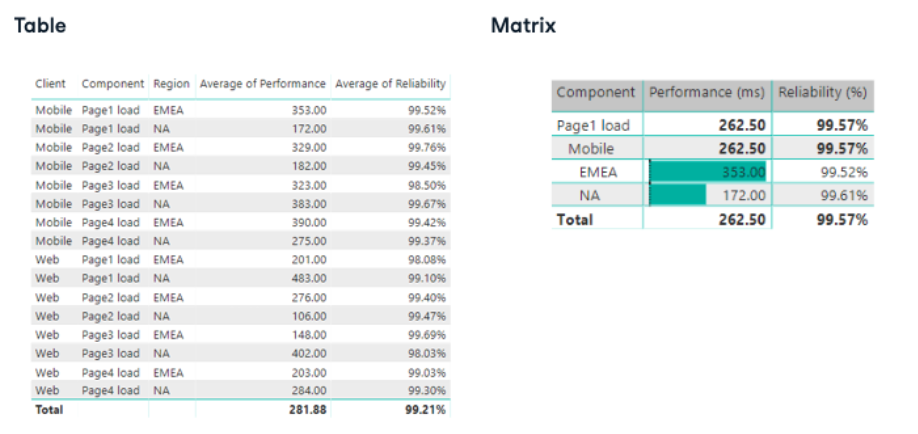 Table
Client Component Region Average of Performance Average of Reliability
Mobile Page1 load EMEA 353.00 99.52%
Mobile Page1 load NA 172.00 99.61%
Mobile Page2 load EMEA 329.00 99.76%
Mobile Page2 load NA 182.00 99.45%
Mobile Page3 load EMEA 323.00 98.50%
Mobile Page3 load NA 383.00 99.67%
Mobile Page4 load EMEA 390.00 99.42%
Mobile Page4 load NA 275.00 99.37%
Web Page1 load EMEA 201.00 98.08%
Web Page1 load NA 483.00 99.10%
Web Page2 load EMEA 276.00 99.40%
Web Page2 load NA 106.00 99.47%
Web Page3 load EMEA 148.00 99.69%
Web Page3 load NA 402.00 98.03%
Web Page4 load EMEA 203.00 99.03%
Web Page4 load NA 284.00 99.30%
Total 281.88 99.21%
Matrix
Component Performance (ms) Reliability (%)
Page1 load 262.50 99.57%
Mobile 262.50 99.57%
EMEA 353.00 99.52%
NA 172.00 99.61%
Total 262.50 99.57%